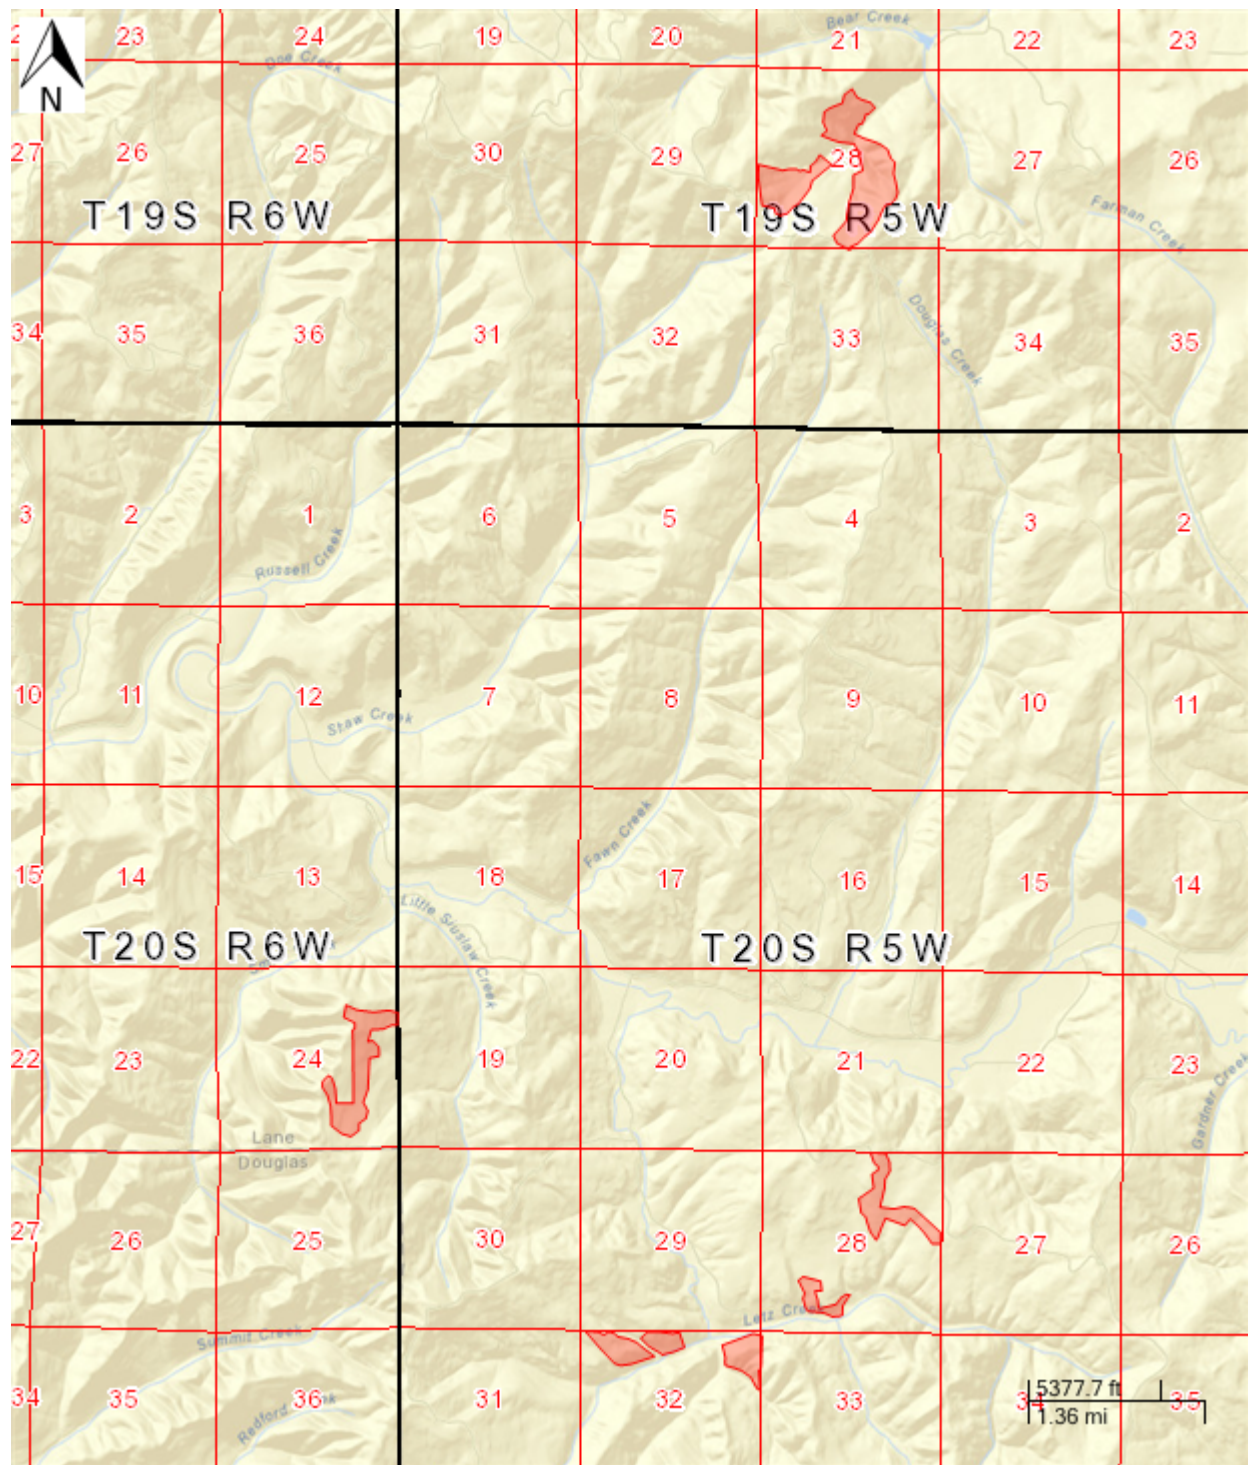 Bear Creek
23 24 19 20 21 22 23
Doe Creek
N
27 26 25 30 29 28 27 26
T19S R6W T19S R5W
Farman Creek
34 35 36 31 32 33 34 35
Douglas Creek
3 2 1 6 5 4 3 2
Russell Creek
10 11 12 7 8 9 10 11
Shaw Creek
Fawn Creek
15 14 13 18 17 16 15 14
Little Siuslaw Creek
T20S R6W T20S R5W
22 23 24 19 20 21 22 23
Gardner Creek
Lane
Douglas
27 26 25 30 29 28 27 26
Letz Creek
Summit Creek
34 35 36 31 32 33 34 35
Redford
5377.7 ft
1.36 mi